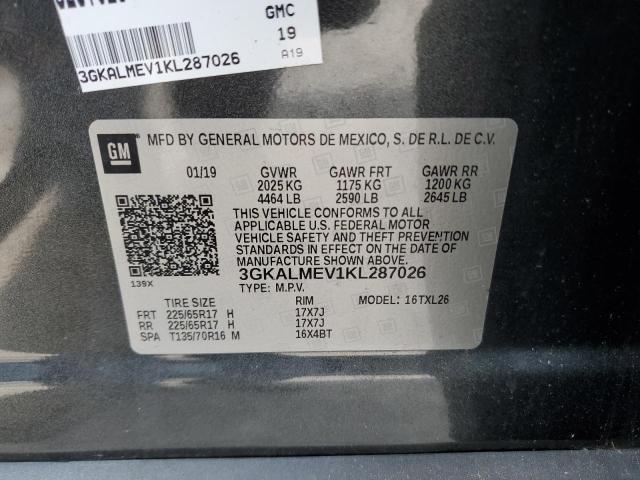 GMC
19
A19
3GKALMEV1KL287026
GM MFD BY GENERAL MOTORS DE MEXICO, S. DE R.L. DE C.V.
01/19 GVWR GAWR FRT GAWR RR
2025 KG 1175 KG 1200 KG
4464 LB 2590 LB 2645 LB
THIS VEHICLE CONFORMS TO ALL
APPLICABLE U.S. FEDERAL MOTOR
VEHICLE SAFETY AND THEFT PREVENTION
STANDARDS IN EFFECT ON THE DATE OF
MANUFACTURE SHOWN ABOVE.
139X 3GKALMEV1KL287026
TYPE: M.P.V.
TIRE SIZE RIM MODEL: 16TXL26
FRT 225/65R17 H 17X7J
RR 225/65R17 H 17X7J
SPA T135/70R16 M 16X4BT